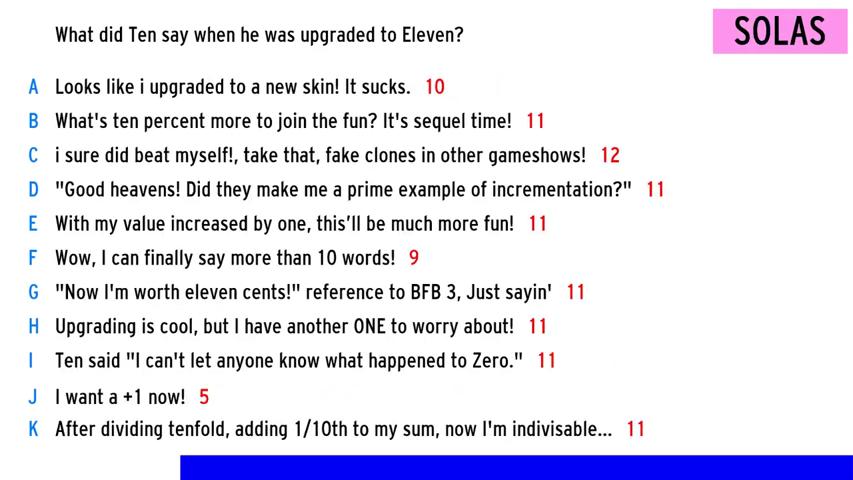 What did Ten say when he was upgraded to Eleven?
SOLAS
A Looks like i upgraded to a new skin! It sucks. 10
B What's ten percent more to join the fun? It's sequel time! 11
C i sure did beat myself!, take that, fake clones in other gameshows! 12
D "Good heavens! Did they make me a prime example of incrementation?" 11
E With my value increased by one, this'll be much more fun! 11
F Wow, I can finally say more than 10 words! 9
G "Now I'm worth eleven cents!" reference to BFB 3, Just sayin' 11
H Upgrading is cool, but I have another ONE to worry about! 11
I Ten said "I can't let anyone know what happened to Zero." 11
J I want a +1 now! 5
K After dividing tenfold, adding 1/10th to my sum, now I'm indivisable... 11